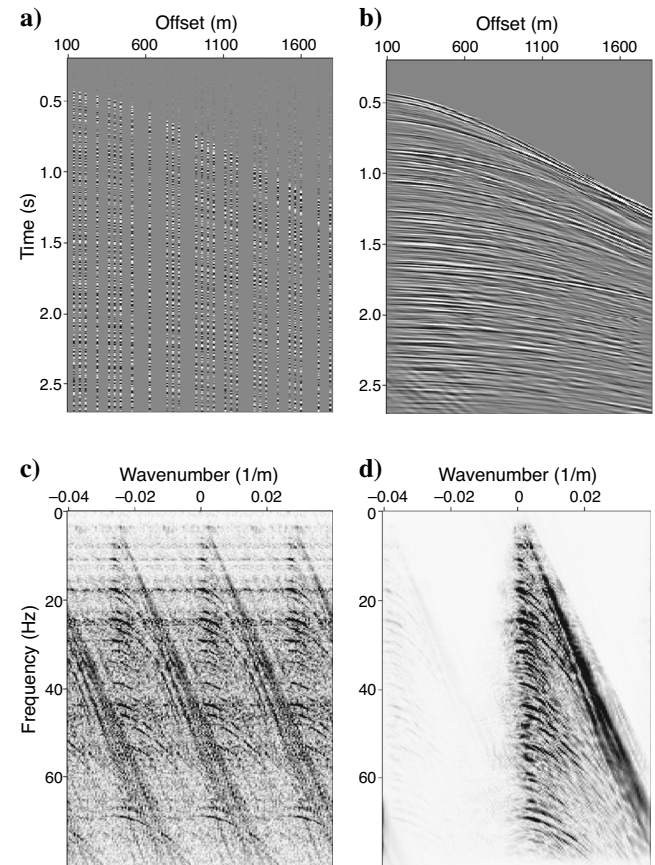 a)
Offset (m)
100 600 1100 1600
Time (s)
0.5
1.0
1.5
2.0
2.5
b)
Offset (m)
100 600 1100 1600
0.5
1.0
1.5
2.0
2.5
c)
Wavenumber (1/m)
−0.04 −0.02 0 0.02
Frequency (Hz)
0
20
40
60
d)
Wavenumber (1/m)
−0.04 −0.02 0 0.02
0
20
40
60